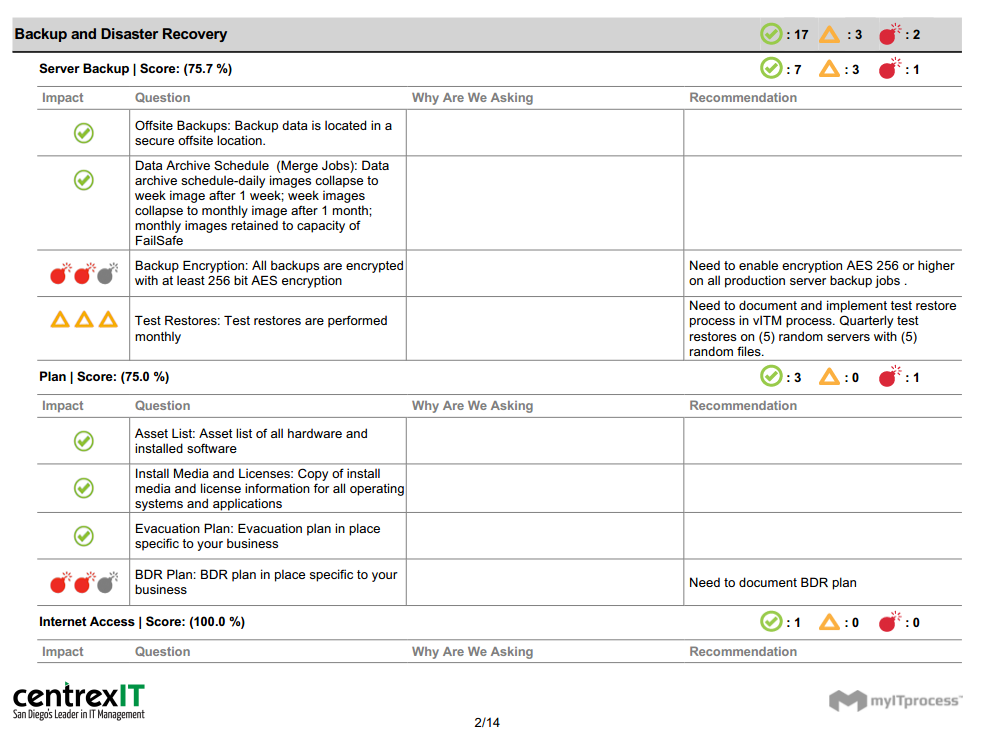 Backup and Disaster Recovery : 17 : 3 : 2
Server Backup | Score: (75.7 %) : 7 : 3 : 1
Impact Question Why Are We Asking Recommendation
Offsite Backups: Backup data is located in a
secure offsite location.
Data Archive Schedule (Merge Jobs): Data
archive schedule-daily images collapse to
week image after 1 week; week images
collapse to monthly image after 1 month;
monthly images retained to capacity of
FailSafe
Backup Encryption: All backups are encrypted
with at least 256 bit AES encryption
Need to enable encryption AES 256 or higher
on all production server backup jobs .
Test Restores: Test restores are performed
monthly
Need to document and implement test restore
process in vITM process. Quarterly test
restores on (5) random servers with (5)
random files.
Plan | Score: (75.0 %) : 3 : 0 : 1
Impact Question Why Are We Asking Recommendation
Asset List: Asset list of all hardware and
installed software
Install Media and Licenses: Copy of install
media and license information for all operating
systems and applications
Evacuation Plan: Evacuation plan in place
specific to your business
BDR Plan: BDR plan in place specific to your
business
Need to document BDR plan
Internet Access | Score: (100.0 %) : 1 : 0 : 0
Impact Question Why Are We Asking Recommendation
centrexIT
San Diego's Leader in IT Management
2/14
myITprocess™